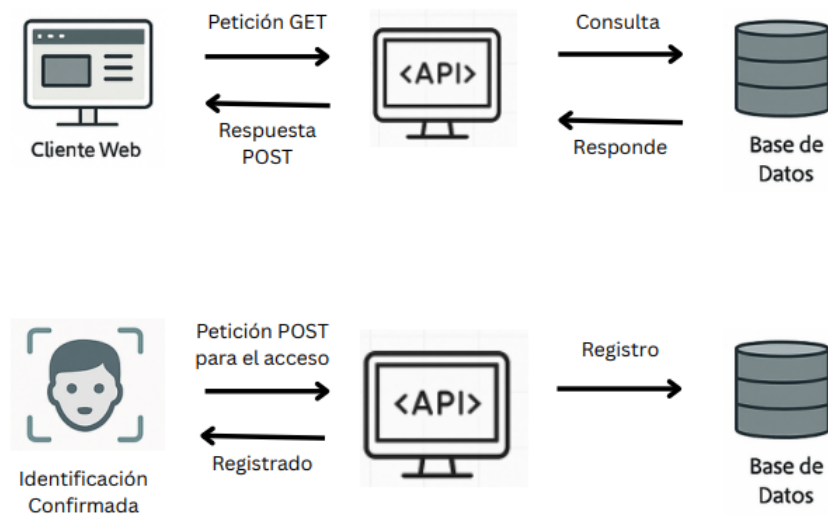 Petición GET
Consulta
<API>
Respuesta
POST
Responde
Cliente Web
Base de
Datos
Petición POST
para el acceso
Registro
<API>
Registrado
Identificación
Confirmada
Base de
Datos